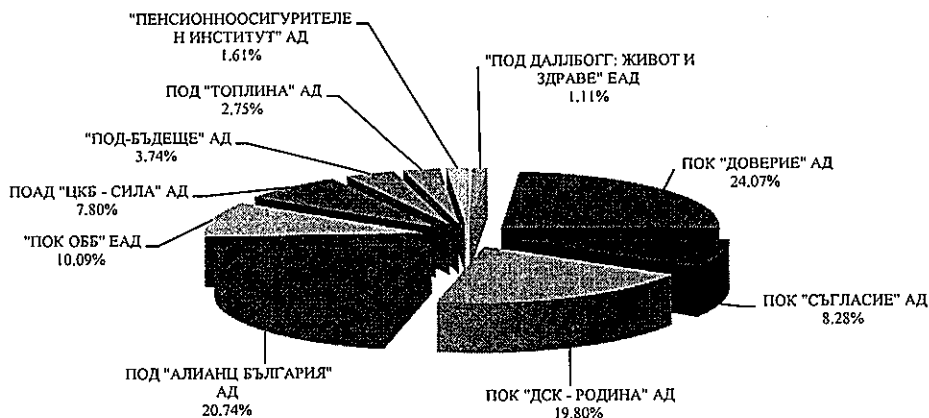 "ПЕНСИОННООСИГУРИТЕЛЕ
Н ИНСТИТУТ" АД
1.61%
"ПОД ДАЛЛБОГГ: ЖИВОТ И
ЗДРАВЕ" ЕАД
1.11%
ПОД "ТОПЛИНА" АД
2.75%
"ПОД-БЪДЕЩЕ" АД
3.74%
ПОАД "ЦКБ - СИЛА" АД
7.80%
"ПОК ОББ" ЕАД
10.09%
ПОК "ДОВЕРИЕ" АД
24.07%
ПОК "СЪГЛАСИЕ" АД
8.28%
ПОД "АЛИАНЦ БЪЛГАРИЯ"
АД
20.74%
ПОК "ДСК - РОДИНА" АД
19.80%